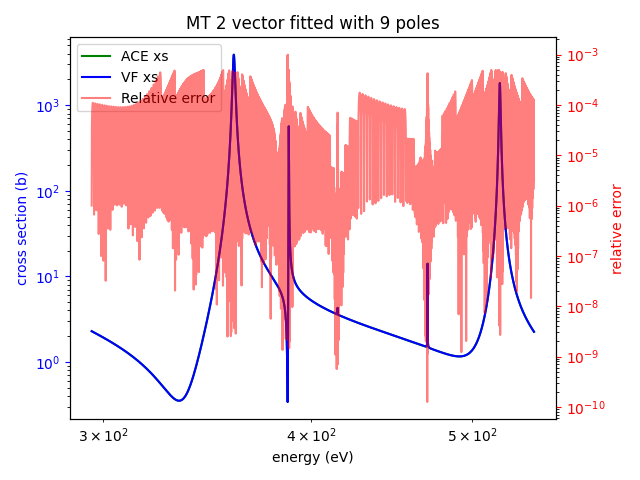 MT 2 vector fitted with 9 poles
ACE xs
VF xs
Relative error
cross section (b)
10³
10²
10¹
10⁰
10⁻³
10⁻⁴
10⁻⁵
10⁻⁶
10⁻⁷
10⁻⁸
10⁻⁹
10⁻¹⁰
relative error
3 × 10² 4 × 10² 5 × 10²
energy (eV)